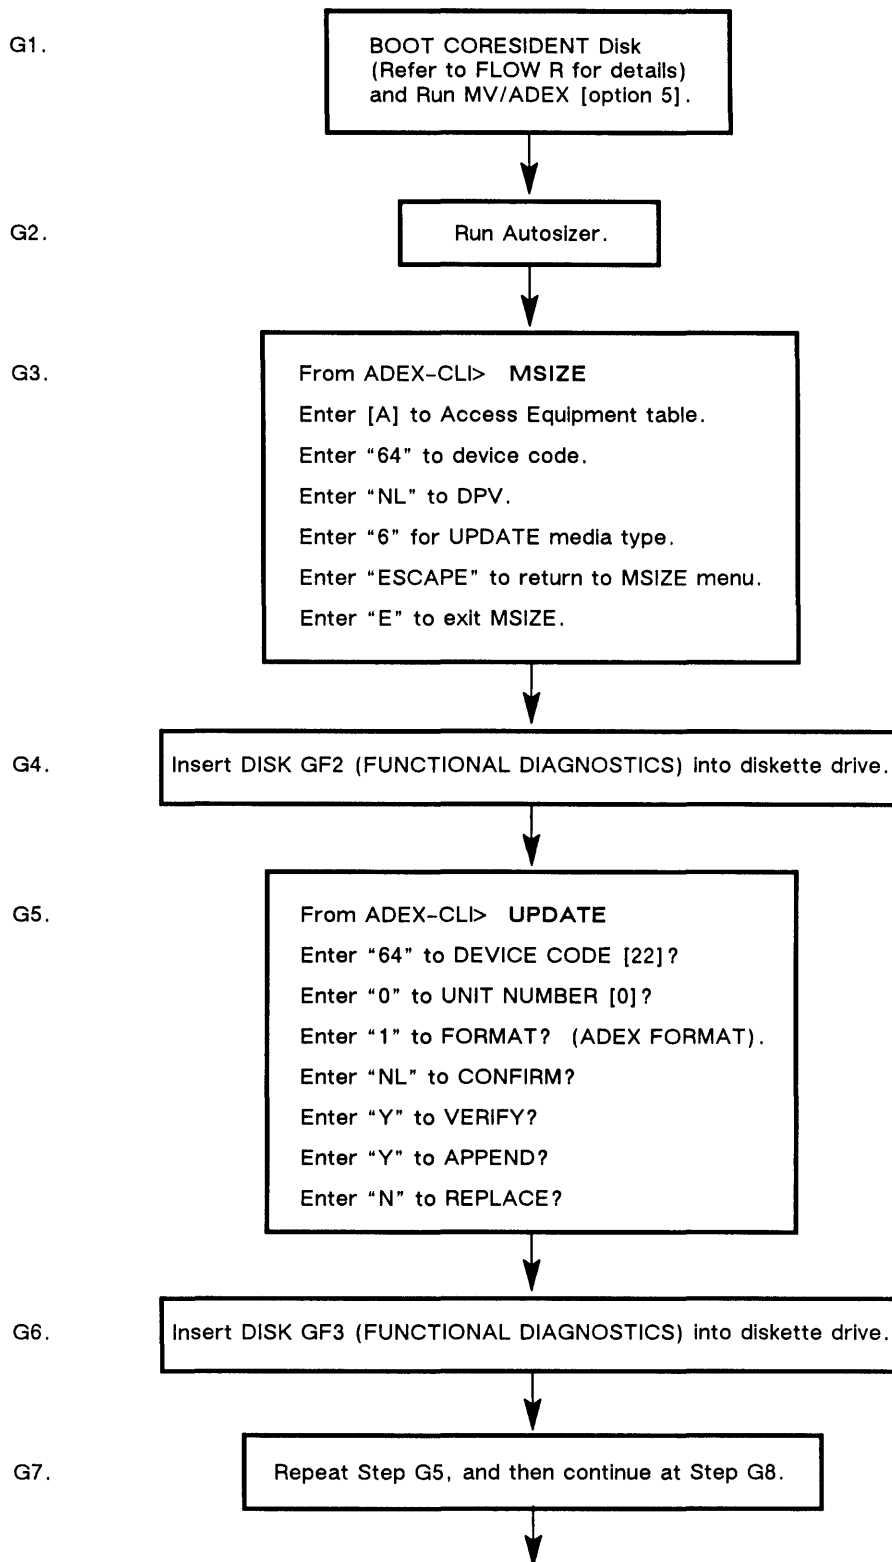 G1.
BOOT CORESIDENT Disk
(Refer to FLOW R for details)
and Run MV/ADEX [option 5].
G2.
Run Autosizer.
G3.
From ADEX-CLI> MSIZE
Enter [A] to Access Equipment table.
Enter “64” to device code.
Enter “NL” to DPV.
Enter “6” for UPDATE media type.
Enter “ESCAPE” to return to MSIZE menu.
Enter “E” to exit MSIZE.
G4.
Insert DISK GF2 (FUNCTIONAL DIAGNOSTICS) into diskette drive.
G5.
From ADEX-CLI> UPDATE
Enter “64” to DEVICE CODE [22]?
Enter “0” to UNIT NUMBER [0]?
Enter “1” to FORMAT? (ADEX FORMAT).
Enter “NL” to CONFIRM?
Enter “Y” to VERIFY?
Enter “Y” to APPEND?
Enter “N” to REPLACE?
G6.
Insert DISK GF3 (FUNCTIONAL DIAGNOSTICS) into diskette drive.
G7.
Repeat Step G5, and then continue at Step G8.